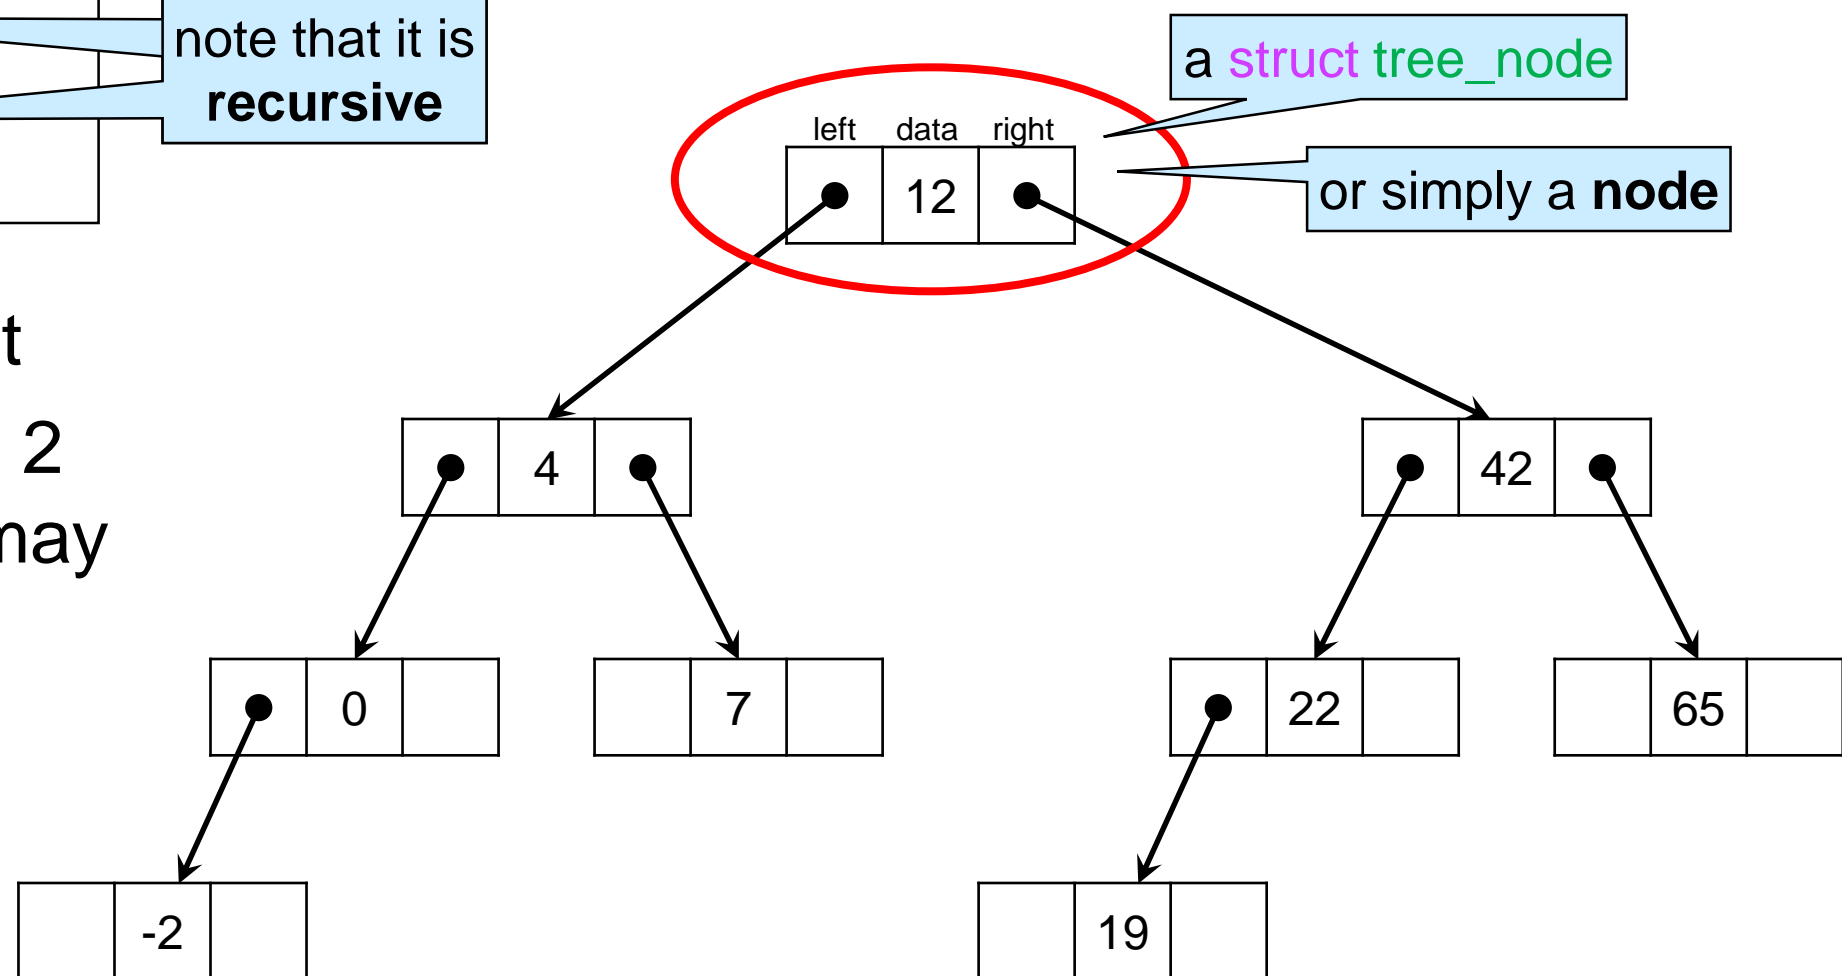 note that it is
recursive
a struct tree_node
or simply a node
left data right
12
t
2
may
4
42
0
7
22
65
-2
19